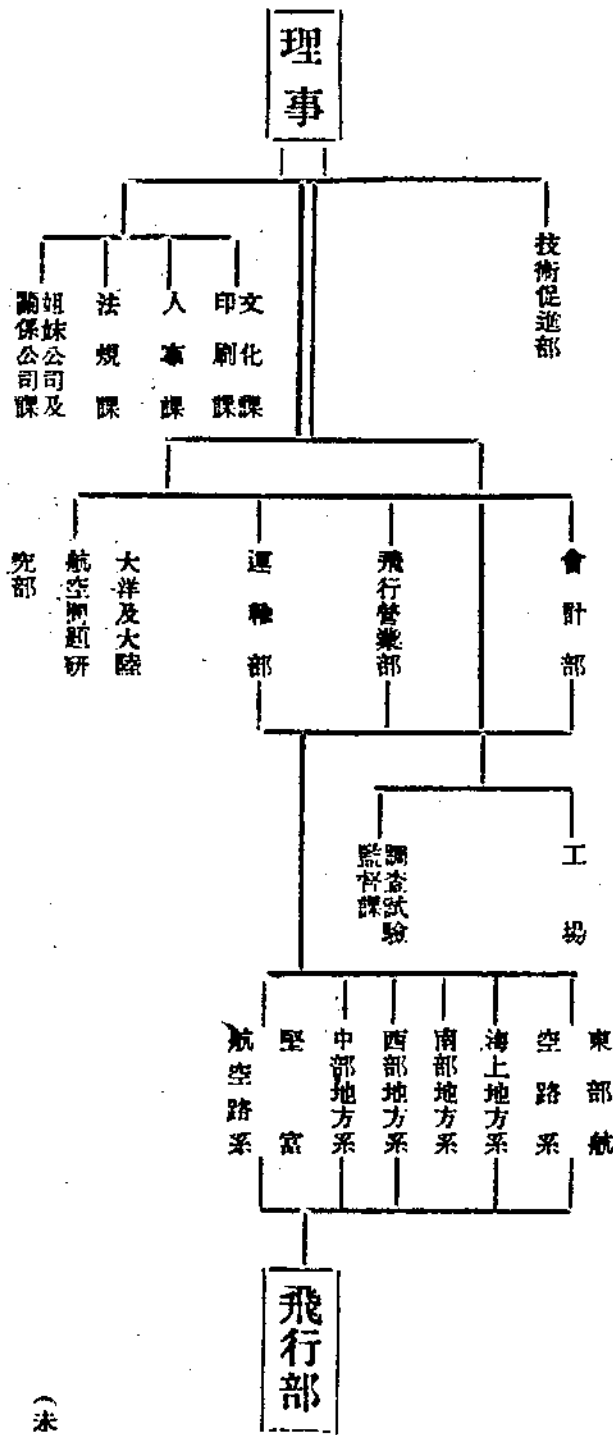 理事
技術促進部
文化課
印刷課
人事課
法規課
姐妹公司及
關係公司課
會計部
飛行營業部
運輸部
大洋及大陸
航空問題研
究部
工場
調查試驗
監督課
東部航
空路系
海上地方系
南部地方系
西部地方系
中部地方系
堅富
航空路系
飛行部
(未